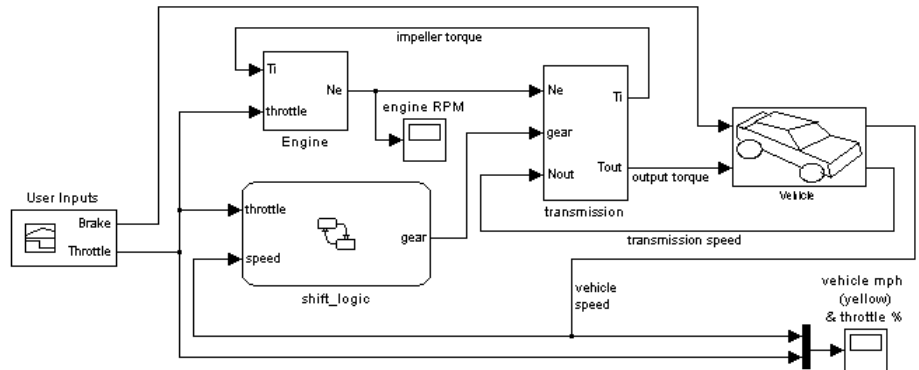 impeller torque
Ti
Ne
throttle
Engine
engine RPM
Ne
Ti
gear
Nout
Tout
transmission
output torque
Vehicle
transmission speed
User Inputs
Brake
Throttle
throttle
gear
speed
shift_logic
vehicle
speed
vehicle mph
(yellow)
& throttle %